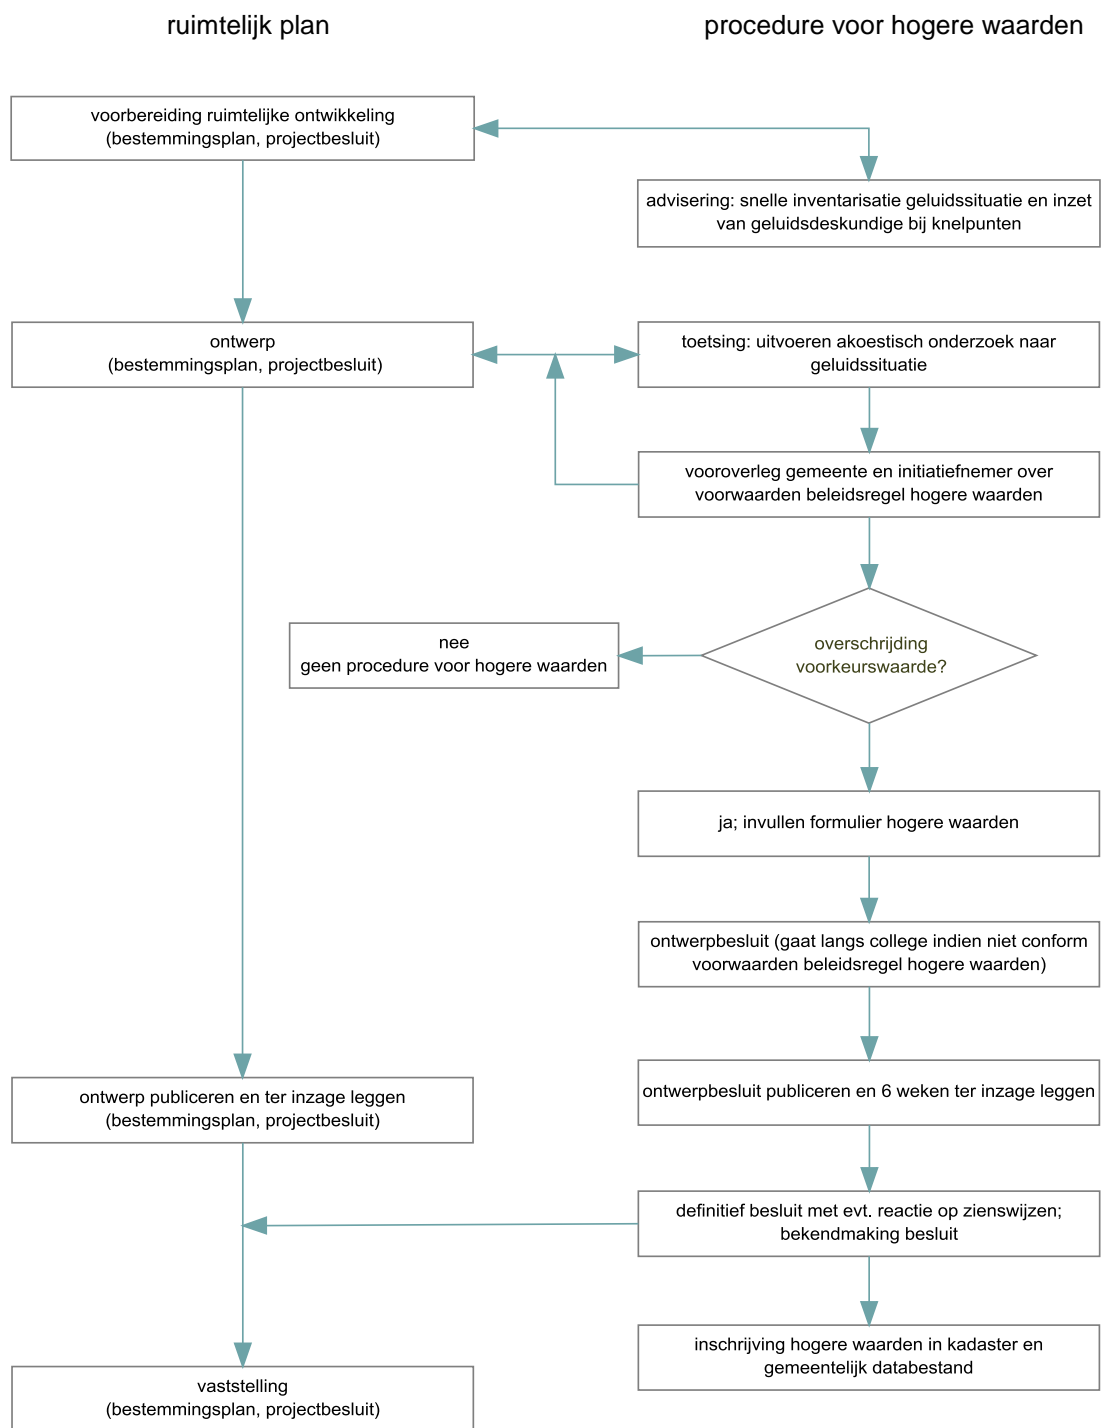 ruimtelijk plan
procedure voor hogere waarden
voorbereiding ruimtelijke ontwikkeling
(bestemmingsplan, projectbesluit)
advisering: snelle inventarisatie geluidssituatie en inzet
van geluidsdeskundige bij knelpunten
ontwerp
(bestemmingsplan, projectbesluit)
toetsing: uitvoeren akoestisch onderzoek naar
geluidssituatie
vooroverleg gemeente en initiatiefnemer over
voorwaarden beleidsregel hogere waarden
nee
geen procedure voor hogere waarden
overschrijding
voorkeurswaarde?
ja; invullen formulier hogere waarden
ontwerpbesluit (gaat langs college indien niet conform
voorwaarden beleidsregel hogere waarden)
ontwerp publiceren en ter inzage leggen
(bestemmingsplan, projectbesluit)
ontwerpbesluit publiceren en 6 weken ter inzage leggen
definitief besluit met evt. reactie op zienswijzen;
bekendmaking besluit
inschrijving hogere waarden in kadaster en
gemeentelijk databestand
vaststelling
(bestemmingsplan, projectbesluit)